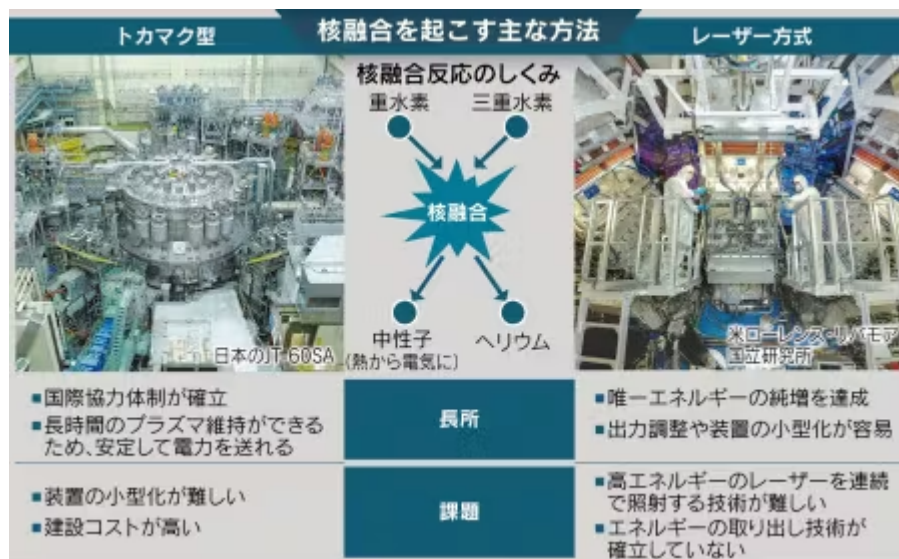 核融合を起こす主な方法
トカマク型
レーザー方式
核融合反応のしくみ
重水素
三重水素
核融合
中性子
(熱から電気に)
ヘリウム
日本のJT-60SA
米ローレンス・リバモア
国立研究所
■国際協力体制が確立
■長時間のプラズマ維持ができる
ため、安定して電力を送れる
長所
■唯一エネルギーの純増を達成
■出力調整や装置の小型化が容易
■装置の小型化が難しい
■建設コストが高い
課題
■高エネルギーのレーザーを連続
で照射する技術が難しい
■エネルギーの取り出し技術が
確立していない